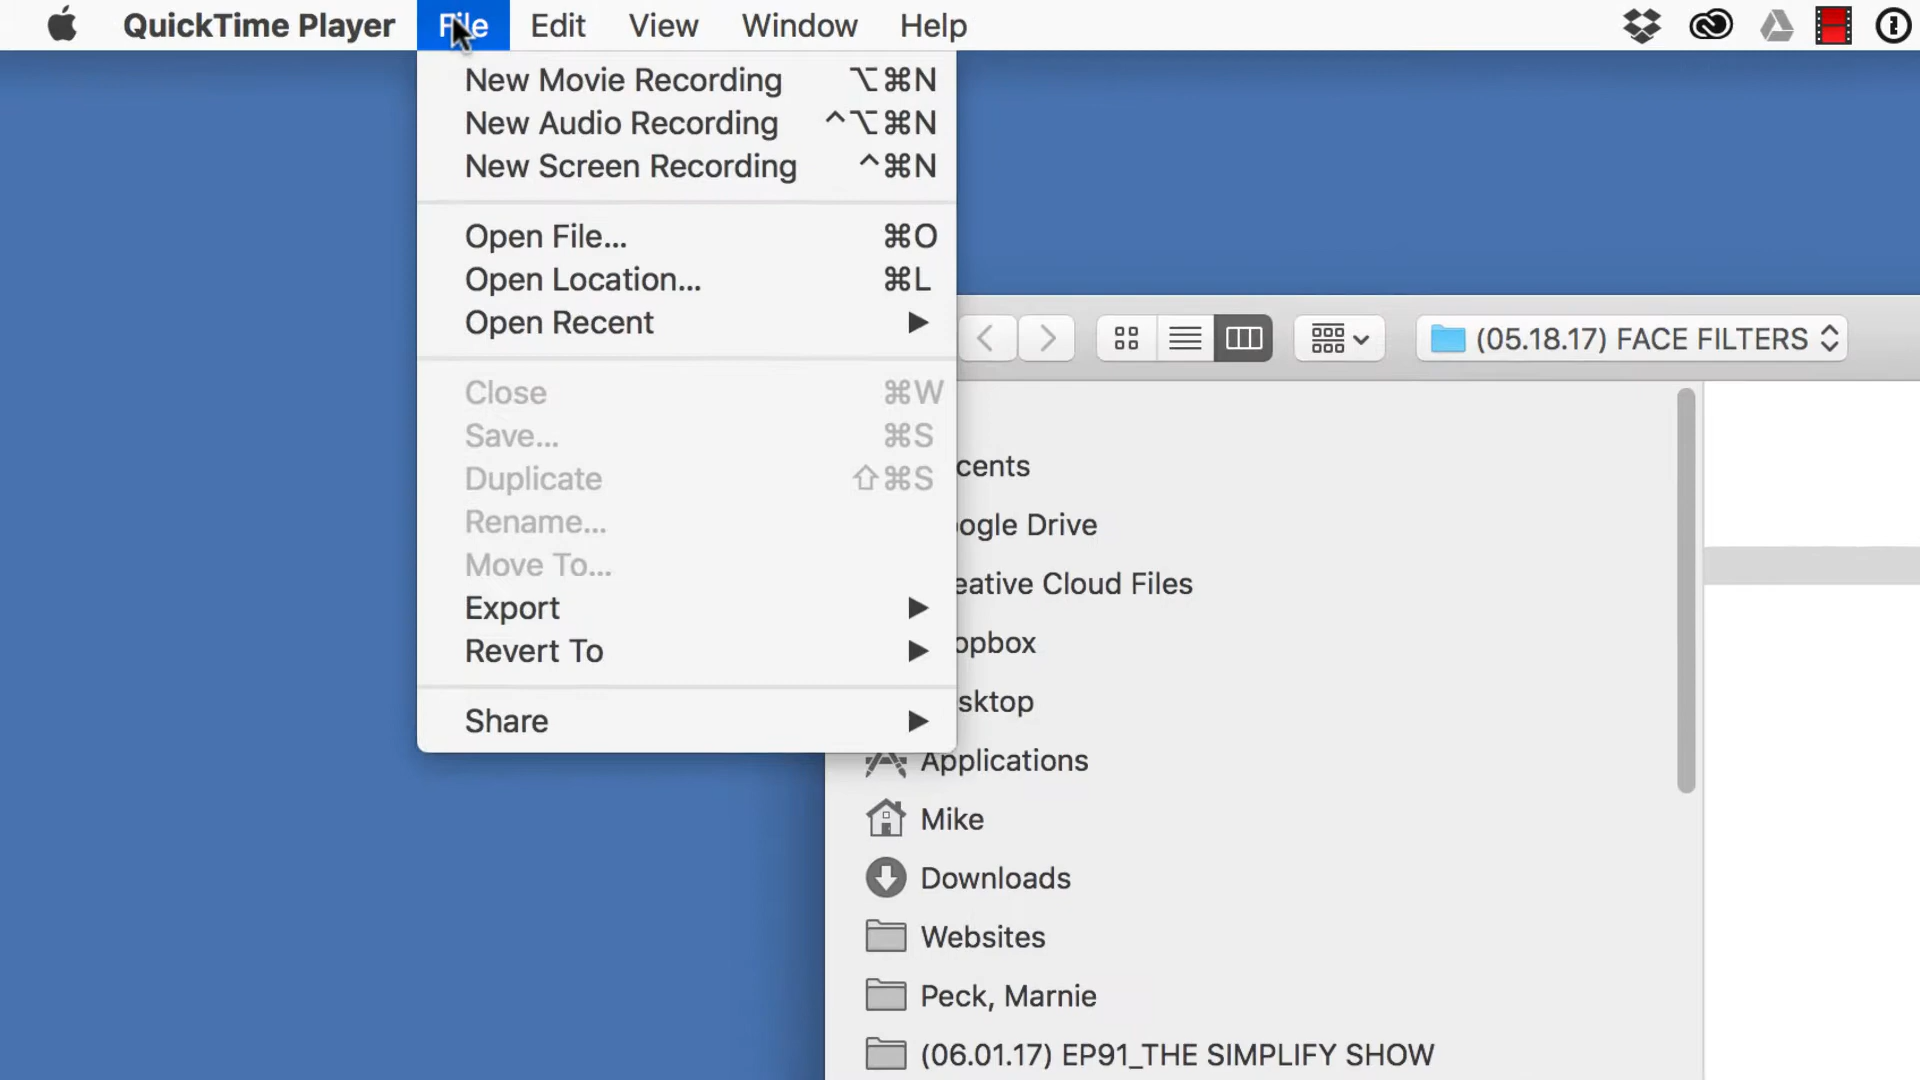 QuickTime Player File Edit View Window Help
New Movie Recording ⌥⌘N
New Audio Recording ^⌥⌘N
New Screen Recording ^⌘N
Open File... ⌘O
Open Location... ⌘L
Open Recent
(05.18.17) FACE FILTERS
Close ⌘W
Save... ⌘S
Duplicate ⇧⌘S
Rename...
Move To...
Export
Revert To
Share
cents
ogle Drive
eative Cloud Files
opbox
sktop
Applications
Mike
Downloads
Websites
Peck, Marnie
(06.01.17) EP91_THE SIMPLIFY SHOW